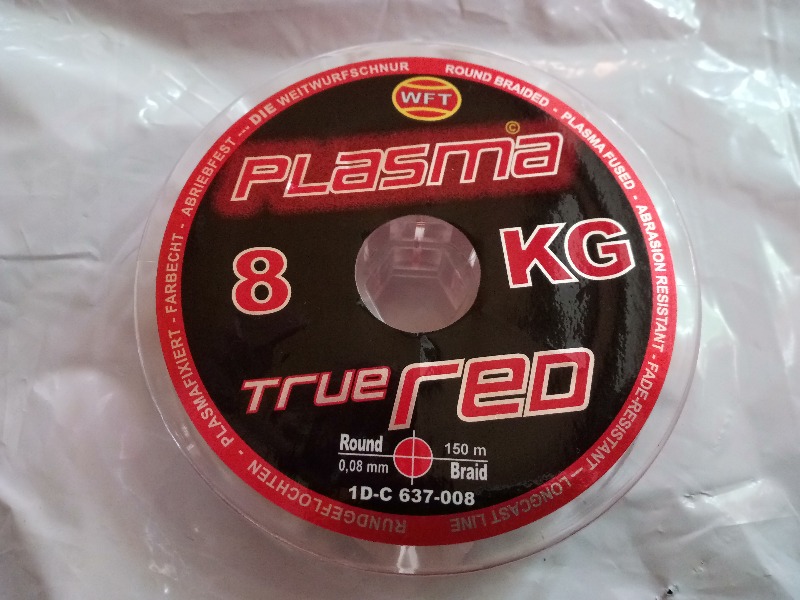 RUNDGEFLOCHTEN - PLASMAFIXIERT - FARBECHT - ABRIEBFEST ... DIE WEITWURFSCHNUR
ROUND BRAIDED - PLASMA FUSED - ABRASION RESISTANT - FADE-RESISTANT - LONGCAST LINE
WFT
©
PLASMA
8 KG
TRUE RED
Round 150 m
0,08 mm Braid
1D-C 637-008